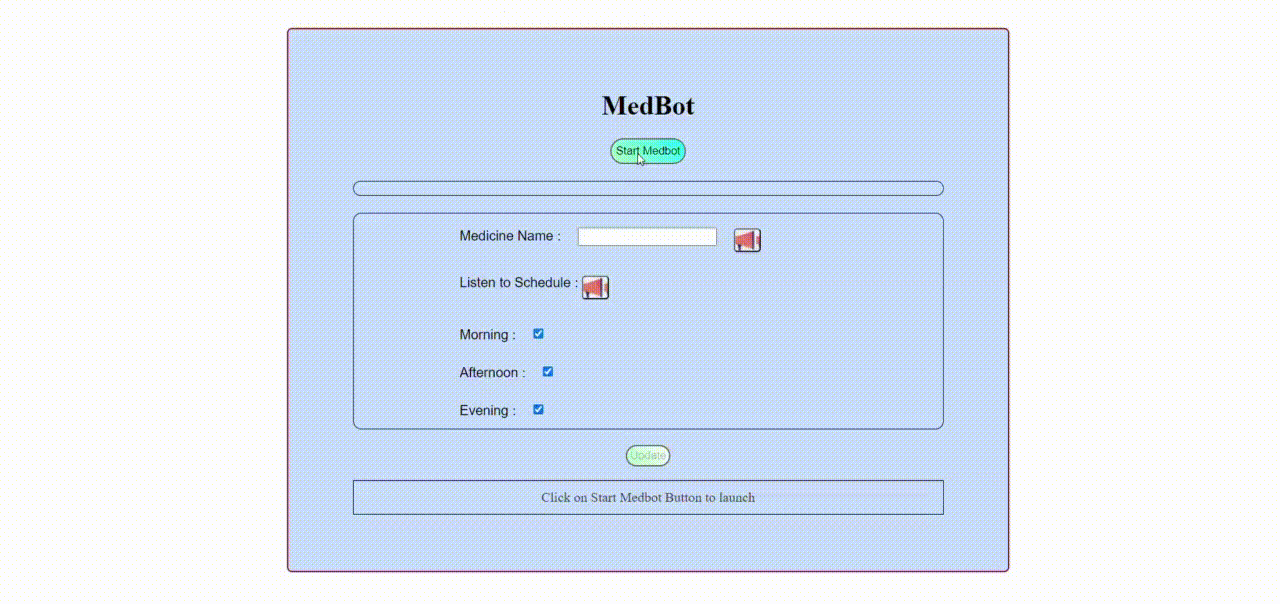 MedBot
Start Medbot
Medicine Name :
Listen to Schedule :
Morning :
Afternoon :
Evening :
Update
Click on Start Medbot Button to launch